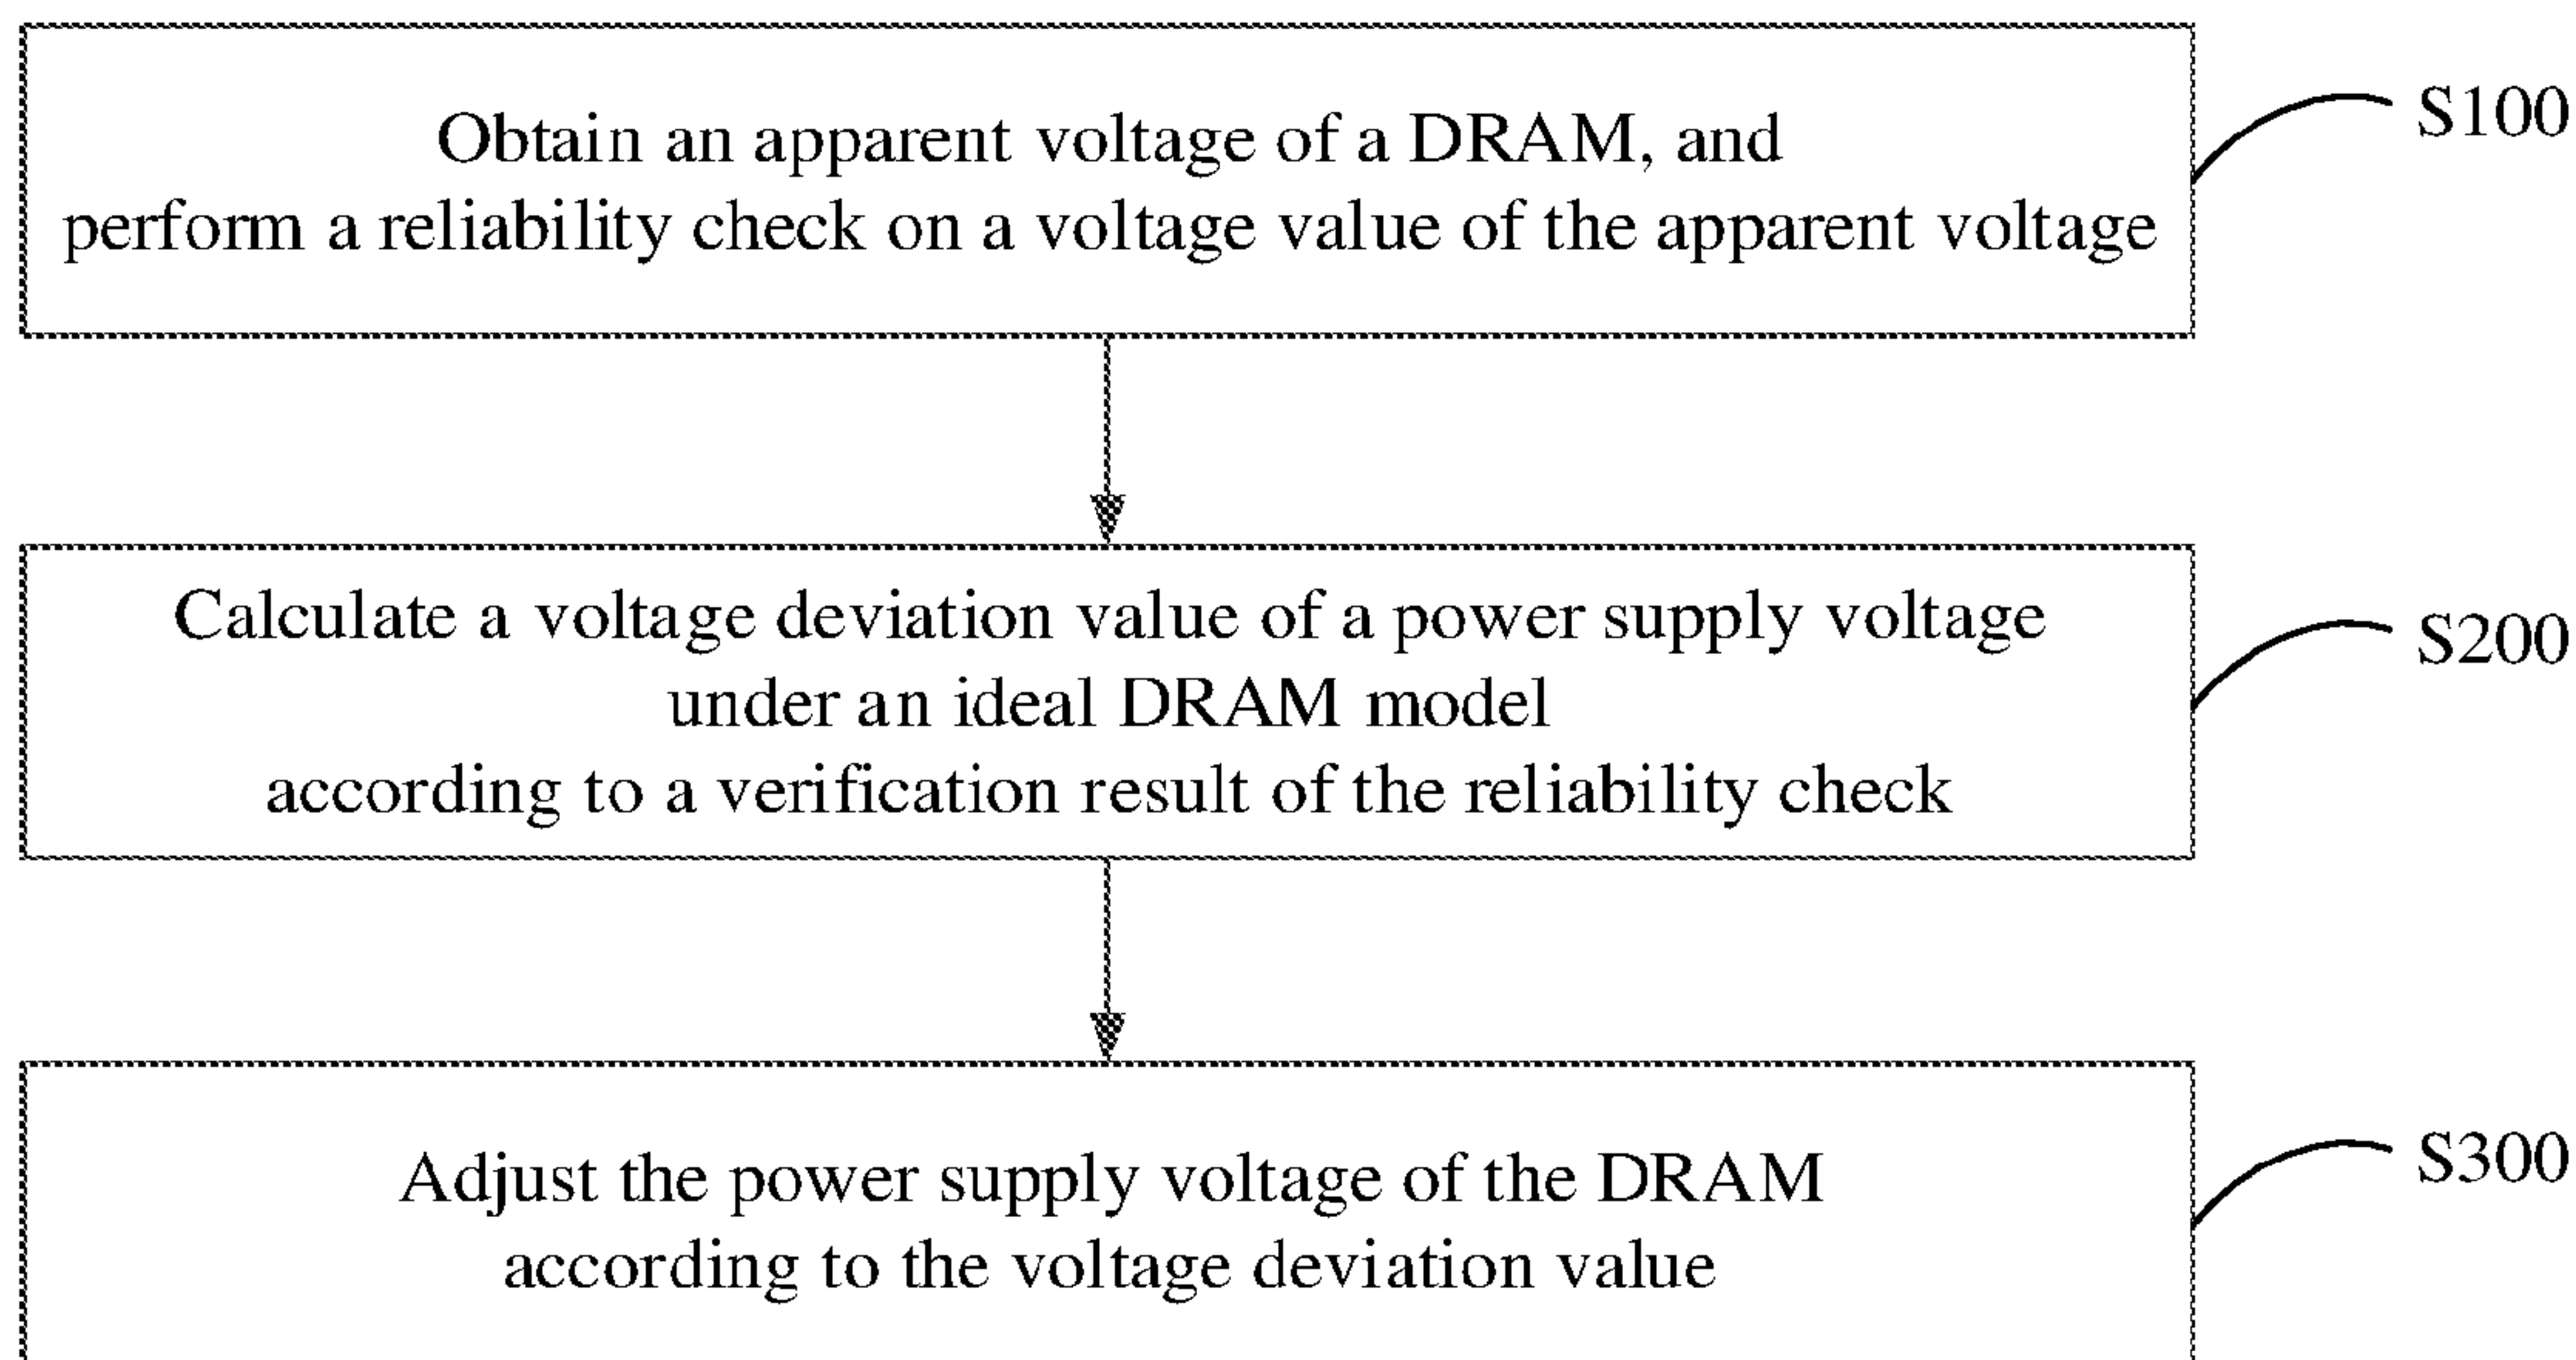 Obtain an apparent voltage of a DRAM, and
perform a reliability check on a voltage value of the apparent voltage
S100
Calculate a voltage deviation value of a power supply voltage
under an ideal DRAM model
according to a verification result of the reliability check
S200
Adjust the power supply voltage of the DRAM
according to the voltage deviation value
S300